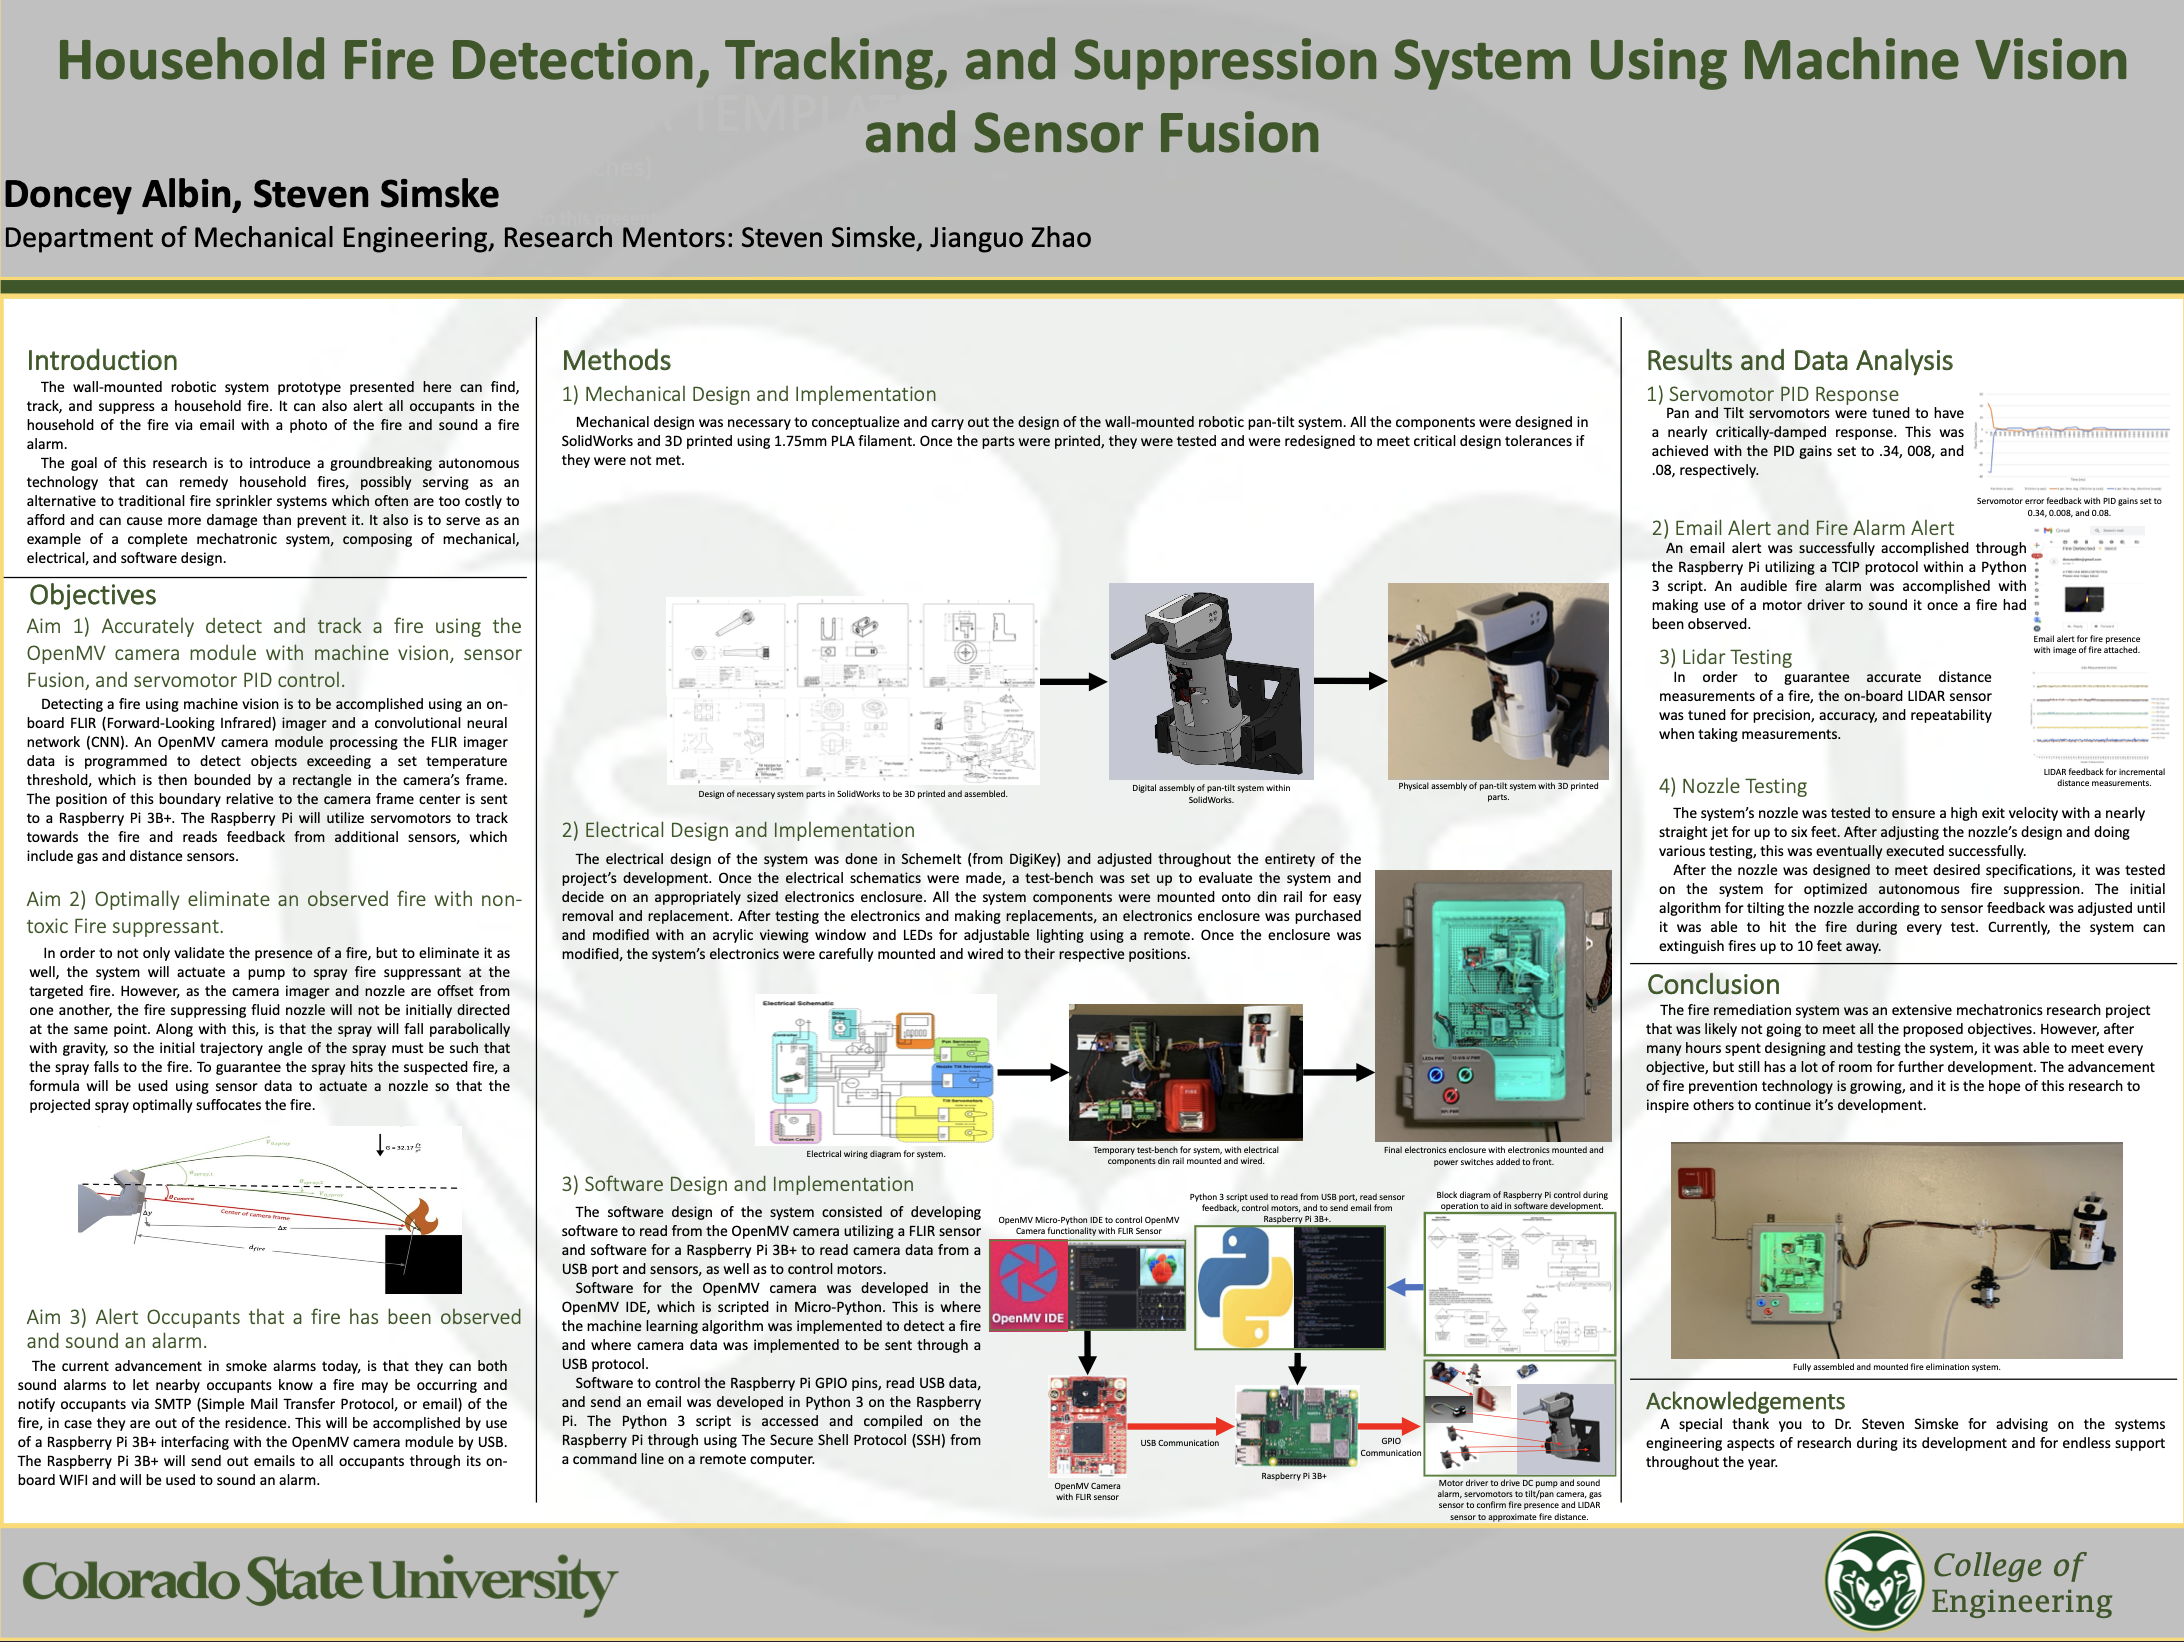 Household Fire Detection, Tracking, and Suppression System Using Machine Vision
and Sensor Fusion
Doncey Albin, Steven Simske
Department of Mechanical Engineering, Research Mentors: Steven Simske, Jianguo Zhao
Introduction
The wall-mounted robotic system prototype presented here can find,
track, and suppress a household fire. It can also alert all occupants in the
household of the fire via email with a photo of the fire and sound a fire
alarm.
The goal of this research is to introduce a groundbreaking autonomous
technology that can remedy household fires, possibly serving as an
alternative to traditional fire sprinkler systems which often are too costly to
afford and can cause more damage than prevent it. It also is to serve as an
example of a complete mechatronic system, composing of mechanical,
electrical, and software design.
Objectives
Aim 1) Accurately detect and track a fire using the
OpenMV camera module with machine vision, sensor
Fusion, and servomotor PID control.
Detecting a fire using machine vision is to be accomplished using an on-
board FLIR (Forward-Looking Infrared) imager and a convolutional neural
network (CNN). An OpenMV camera module processing the FLIR imager
data is programmed to detect objects exceeding a set temperature
threshold, which is then bounded by a rectangle in the camera's frame.
The position of this boundary relative to the camera frame center is sent
to a Raspberry Pi 3B+. The Raspberry Pi will utilize servomotors to track
towards the fire and reads feedback from additional sensors, which
include gas and distance sensors.
Aim 2) Optimally eliminate an observed fire with non-
toxic Fire suppressant.
In order to not only validate the presence of a fire, but to eliminate it as
well, the system will actuate a pump to spray fire suppressant at the
targeted fire. However, as the camera imager and nozzle are offset from
one another, the fire suppressing fluid nozzle will not be initially directed
at the same point. Along with this, is that the spray will fall parabolically
with gravity, so the initial trajectory angle of the spray must be such that
the spray falls to the fire. To guarantee the spray hits the suspected fire, a
formula will be used using sensor data to actuate a nozzle so that the
projected spray optimally suffocates the fire.
G = 32.17 ft/s²
θcamera
Center of camera frame
Δy
Δx
dfire
Aim 3) Alert Occupants that a fire has been observed
and sound an alarm.
The current advancement in smoke alarms today, is that they can both
sound alarms to let nearby occupants know a fire may be occurring and
notify occupants via SMTP (Simple Mail Transfer Protocol, or email) of the
fire, in case they are out of the residence. This will be accomplished by use
of a Raspberry Pi 3B+ interfacing with the OpenMV camera module by USB.
The Raspberry Pi 3B+ will send out emails to all occupants through its on-
board WIFI and will be used to sound an alarm.
Methods
1) Mechanical Design and Implementation
Mechanical design was necessary to conceptualize and carry out the design of the wall-mounted robotic pan-tilt system. All the components were designed in
SolidWorks and 3D printed using 1.75mm PLA filament. Once the parts were printed, they were tested and were redesigned to meet critical design tolerances if
they were not met.
Design of necessary system parts in SolidWorks to be 3D printed and assembled.
Digital assembly of pan-tilt system within
SolidWorks.
Physical assembly of pan-tilt system with 3D printed
parts.
2) Electrical Design and Implementation
The electrical design of the system was done in SchemeIt (from DigiKey) and adjusted throughout the entirety of the
project's development. Once the electrical schematics were made, a test-bench was set up to evaluate the system and
decide on an appropriately sized electronics enclosure. All the system components were mounted onto din rail for easy
removal and replacement. After testing the electronics and making replacements, an electronics enclosure was purchased
and modified with an acrylic viewing window and LEDs for adjustable lighting using a remote. Once the enclosure was
modified, the system's electronics were carefully mounted and wired to their respective positions.
Electrical Schematic
Pan Servomotor
Nozzle Tilt Servomotor
Tilt Servomotors
Vision Camera
Electrical wiring diagram for system.
FIRE
Temporary test-bench for system, with electrical
components din rail mounted and wired.
Final electronics enclosure with electronics mounted and
power switches added to front.
3) Software Design and Implementation
The software design of the system consisted of developing
software to read from the OpenMV camera utilizing a FLIR sensor
and software for a Raspberry Pi 3B+ to read camera data from a
USB port and sensors, as well as to control motors.
Software for the OpenMV camera was developed in the
OpenMV IDE, which is scripted in Micro-Python. This is where
the machine learning algorithm was implemented to detect a fire
and where camera data was implemented to be sent through a
USB protocol.
Software to control the Raspberry Pi GPIO pins, read USB data,
and send an email was developed in Python 3 on the Raspberry
Pi. The Python 3 script is accessed and compiled on the
Raspberry Pi through using The Secure Shell Protocol (SSH) from
a command line on a remote computer.
OpenMV Micro-Python IDE to control OpenMV
Camera functionality with FLIR Sensor
OpenMV IDE
Python 3 script used to read from USB port, read sensor
feedback, control motors, and to send email from
Raspberry Pi 3B+.
Block diagram of Raspberry Pi control during
operation to aid in software development.
OpenMV Camera
with FLIR sensor
USB Communication
Raspberry Pi 3B+
GPIO
Communication
Motor driver to drive DC pump and sound
alarm, servomotors to tilt/pan camera, gas
sensor to confirm fire presence and LIDAR
sensor to approximate fire distance.
Results and Data Analysis
1) Servomotor PID Response
Pan and Tilt servomotors were tuned to have
a nearly critically-damped response. This was
achieved with the PID gains set to .34, 008, and
.08, respectively.
Servomotor error feedback with PID gains set to
0.34, 0.008, and 0.08.
2) Email Alert and Fire Alarm Alert
An email alert was successfully accomplished through
the Raspberry Pi utilizing a TCIP protocol within a Python
3 script. An audible fire alarm was accomplished with
making use of a motor driver to sound it once a fire had
been observed.
Gmail
Search mail
Fire Detected
Email alert for fire presence
with image of fire attached.
3) Lidar Testing
In order to guarantee accurate distance
measurements of a fire, the on-board LIDAR sensor
was tuned for precision, accuracy, and repeatability
when taking measurements.
LIDAR feedback for incremental
distance measurements.
4) Nozzle Testing
The system's nozzle was tested to ensure a high exit velocity with a nearly
straight jet for up to six feet. After adjusting the nozzle's design and doing
various testing, this was eventually executed successfully.
After the nozzle was designed to meet desired specifications, it was tested
on the system for optimized autonomous fire suppression. The initial
algorithm for tilting the nozzle according to sensor feedback was adjusted until
it was able to hit the fire during every test. Currently, the system can
extinguish fires up to 10 feet away.
Conclusion
The fire remediation system was an extensive mechatronics research project
that was likely not going to meet all the proposed objectives. However, after
many hours spent designing and testing the system, it was able to meet every
objective, but still has a lot of room for further development. The advancement
of fire prevention technology is growing, and it is the hope of this research to
inspire others to continue it's development.
Fully assembled and mounted fire elimination system.
Acknowledgements
A special thank you to Dr. Steven Simske for advising on the systems
engineering aspects of research during its development and for endless support
throughout the year.
Colorado State University
College of
Engineering